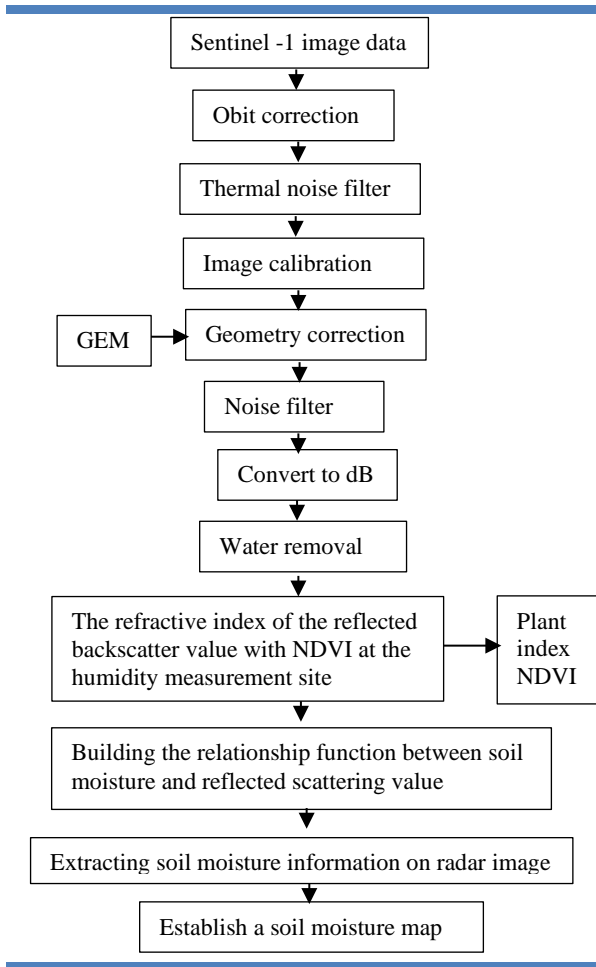 Sentinel -1 image data
Obit correction
Thermal noise filter
Image calibration
GEM
Geometry correction
Noise filter
Convert to dB
Water removal
The refractive index of the reflected
backscatter value with NDVI at the
humidity measurement site
Plant
index
NDVI
Building the relationship function between soil
moisture and reflected scattering value
Extracting soil moisture information on radar image
Establish a soil moisture map